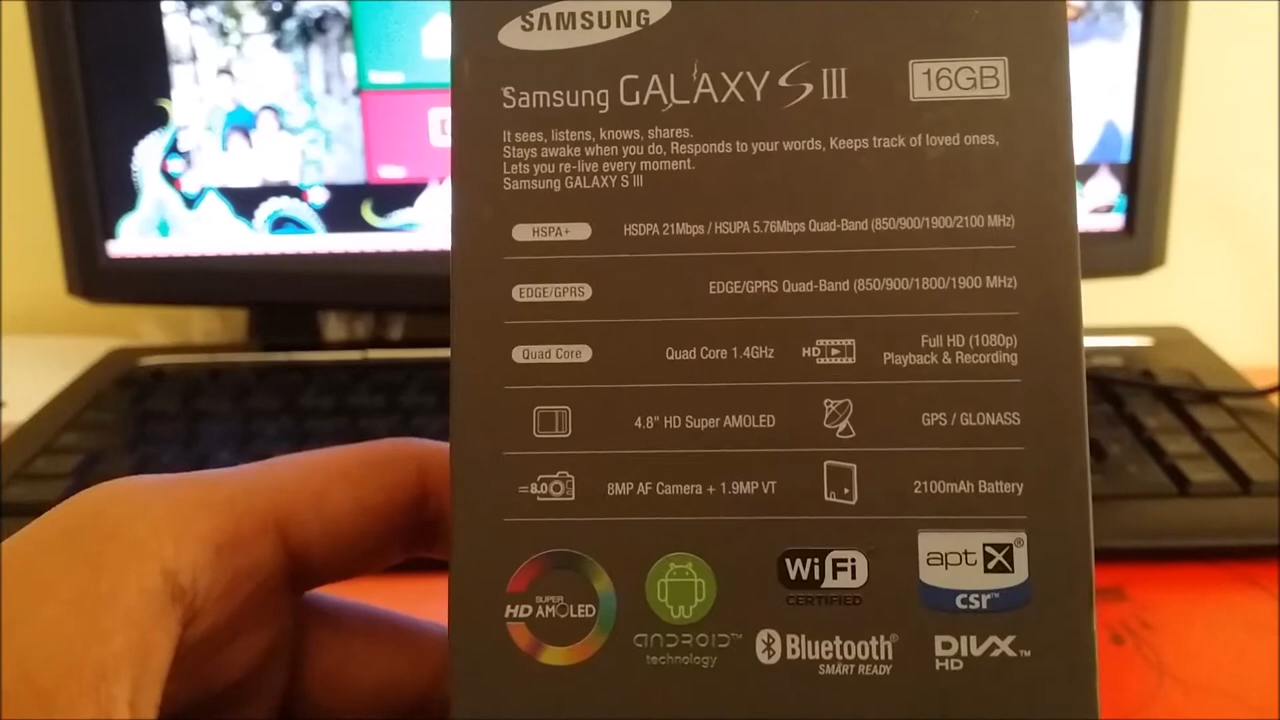 SAMSUNG
Samsung GALAXY S III 16GB
It sees, listens, knows, shares.
Stays awake when you do, Responds to your words, Keeps track of loved ones,
Lets you re-live every moment.
Samsung GALAXY S III
HSPA+ HSDPA 21Mbps / HSUPA 5.76Mbps Quad-Band (850/900/1900/2100 MHz)
EDGE/GPRS EDGE/GPRS Quad-Band (850/900/1800/1900 MHz)
Quad Core Quad Core 1.4GHz HD Full HD (1080p)
Playback & Recording
4.8" HD Super AMOLED GPS / GLONASS
=8.0 8MP AF Camera + 1.9MP VT 2100mAh Battery
SUPER
HD AMOLED
ANDROID™
technology
Wi Fi
CERTIFIED
aptX®
csr™
Bluetooth®
SMART READY
DIVX™
HD